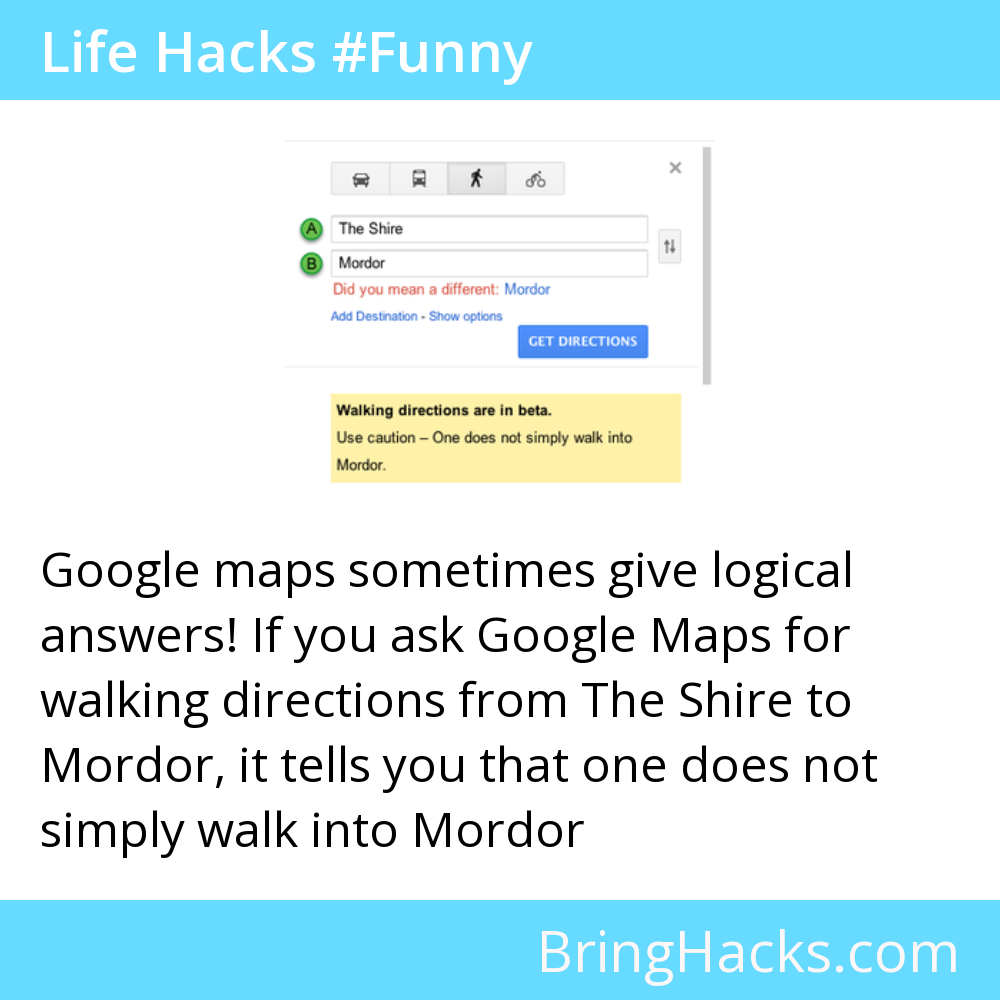 Life Hacks #Funny
A The Shire
B Mordor
Did you mean a different: Mordor
Add Destination - Show options
GET DIRECTIONS
Walking directions are in beta.
Use caution – One does not simply walk into
Mordor.
Google maps sometimes give logical
answers! If you ask Google Maps for
walking directions from The Shire to
Mordor, it tells you that one does not
simply walk into Mordor
BringHacks.com